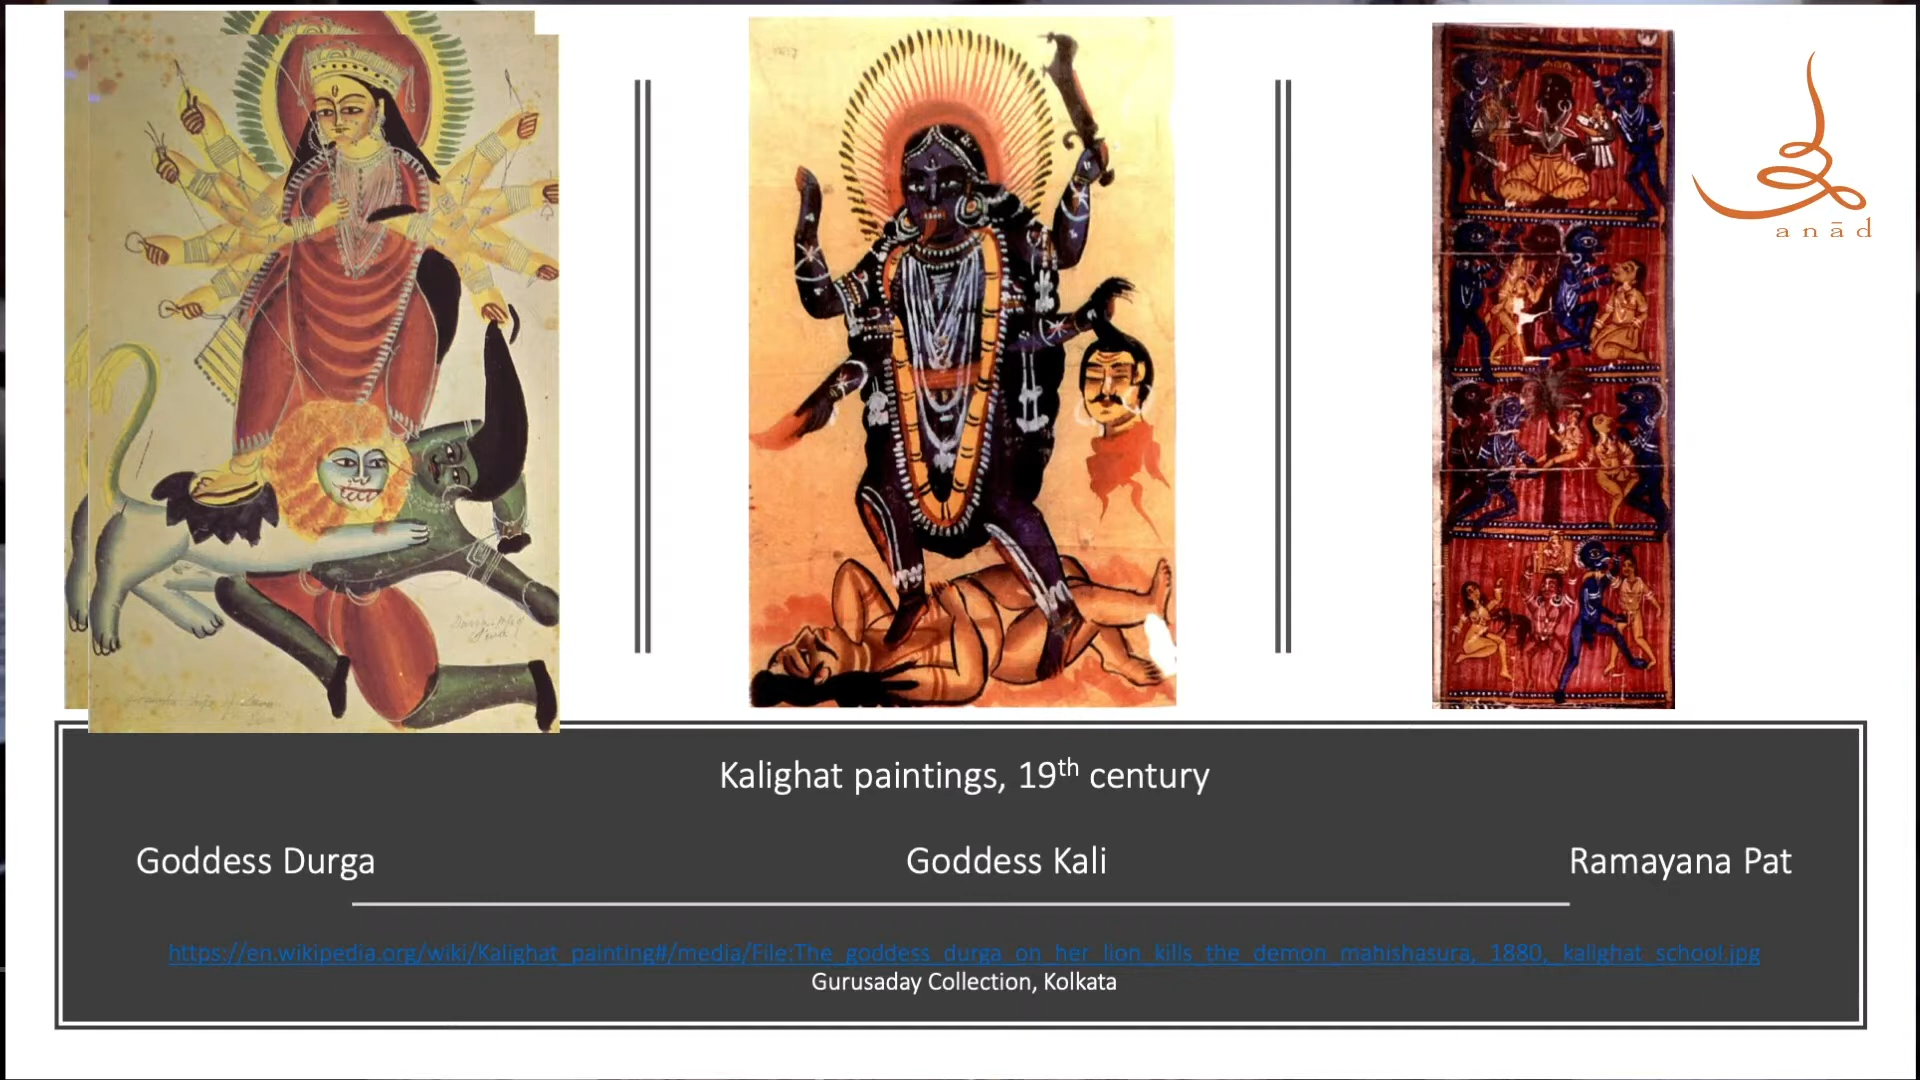 anād
Kalighat paintings, 19th century
Goddess Durga
Goddess Kali
Ramayana Pat
https://en.wikipedia.org/wiki/Kalighat_painting#/media/File:The_goddess_durga_on_her_lion_kills_the_demon_mahishasura,_1880,_kalighat_school.jpg
Gurusaday Collection, Kolkata